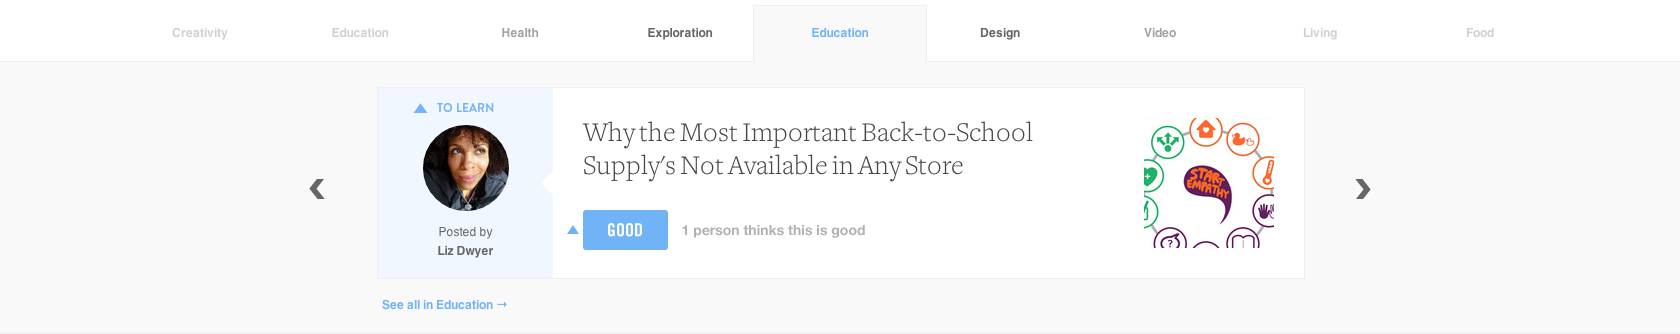 Creativity
Education
Health
Exploration
Education
Design
Video
Living
Food
TO LEARN
Posted by
Liz Dwyer
Why the Most Important Back-to-School
Supply's Not Available in Any Store
GOOD
1 person thinks this is good
START
EMPATHY
?
See all in Education →